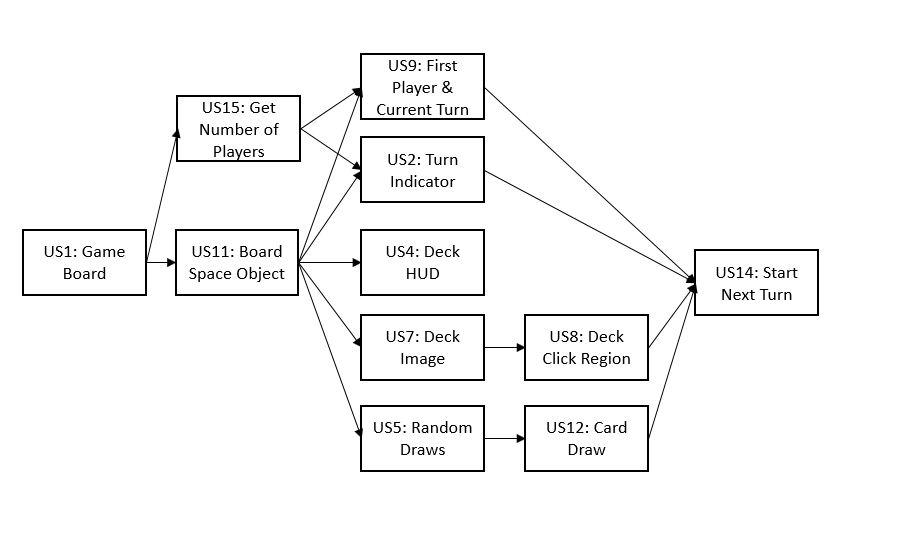 US9: First
Player &
Current Turn
US15: Get
Number of
Players
US2: Turn
Indicator
US1: Game
Board
US11: Board
Space Object
US4: Deck
HUD
US14: Start
Next Turn
US7: Deck
Image
US8: Deck
Click Region
US5: Random
Draws
US12: Card
Draw